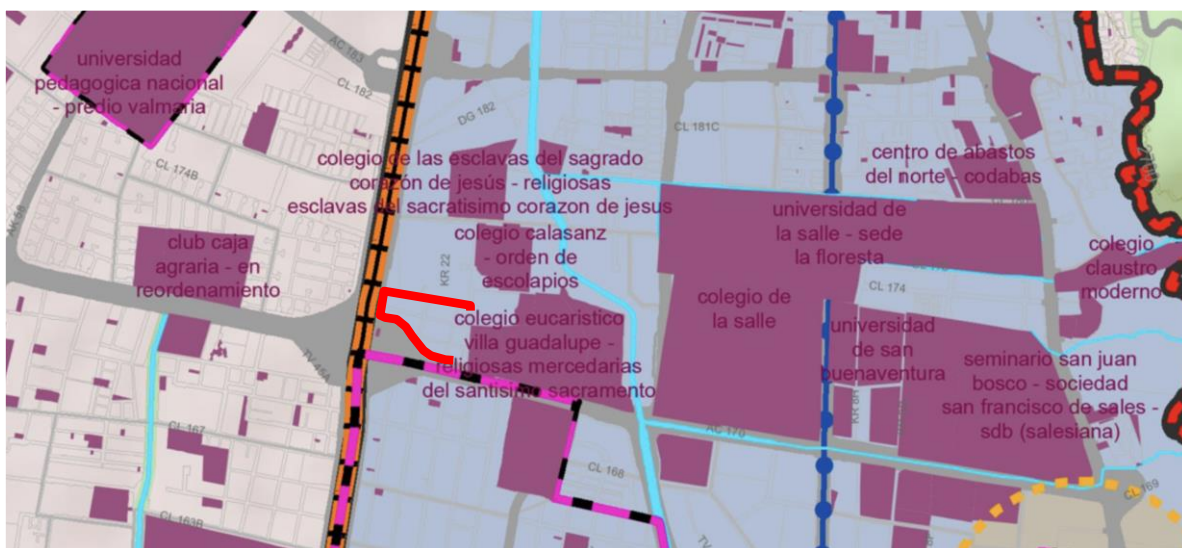 universidad
pedagogica nacional
- predio valmaria
AC 183
CL 182
DG 182
CL 181C
CL 174B
colegio de las esclavas del sagrado
corazón de jesús - religiosas
esclavas del sacratisimo corazon de jesus
centro de abastos
del norte - codabas
universidad de
la salle - sede
la floresta
club caja
agraria - en
reordenamiento
KR 22
colegio calasanz
- orden de
escolapios
colegio
claustro
moderno
CL 174
colegio de
la salle
colegio eucaristico
villa guadalupe -
religiosas mercedarias
del santisimo sacramento
universidad
de san
buenaventura
seminario san juan
bosco - sociedad
san francisco de sales -
sdb (salesiana)
TV 45A
KR 8H
AC 170
CL 167
CL 168
CL 169
CL 163B
TV